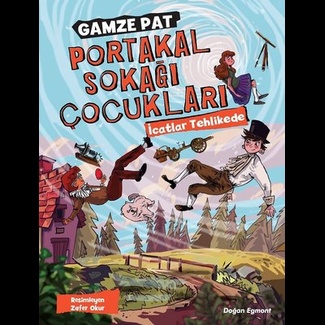 GAMZE PAT
PORTAKAL
SOKAĞI
ÇOCUKLARI
İcatlar Tehlikede
Resimleyen
Zafer Okur
Doğan Egmont